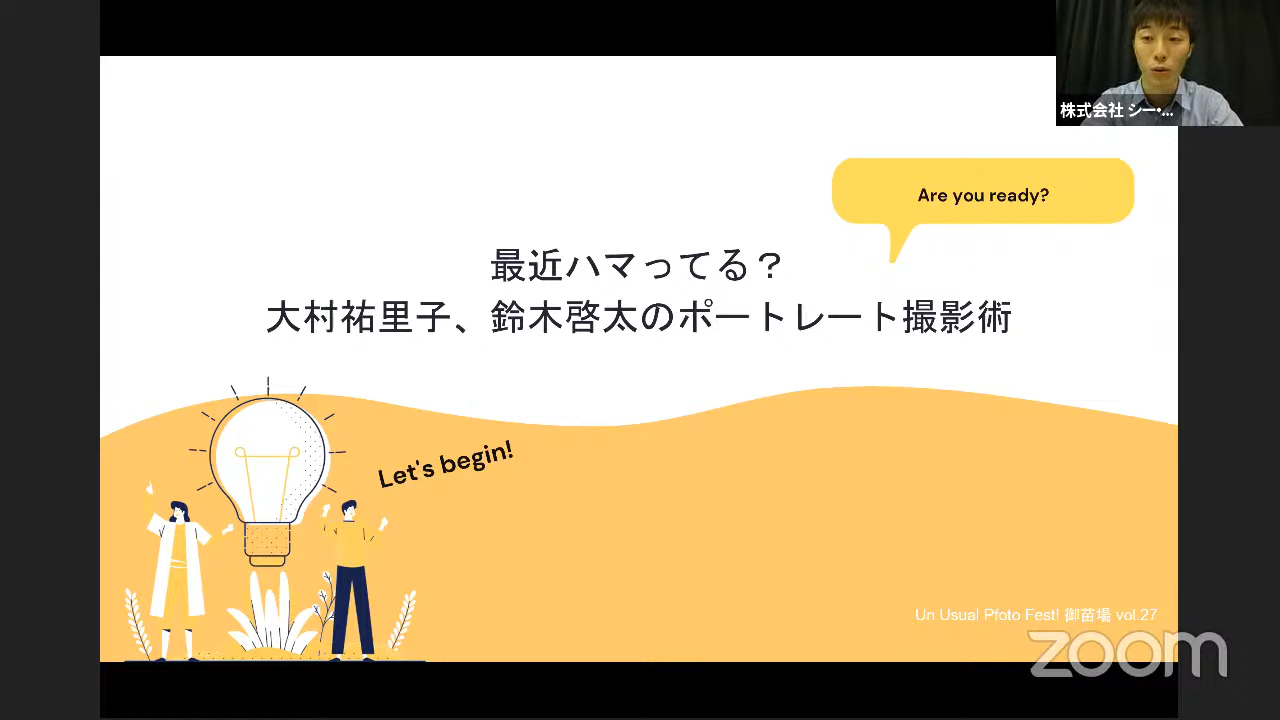 株式会社 シー•...
Are you ready?
最近ハマってる？
大村祐里子、鈴木啓太のポートレート撮影術
Let's begin!
Un Usual Pfoto Fest! 御苗場 vol.27
zoom